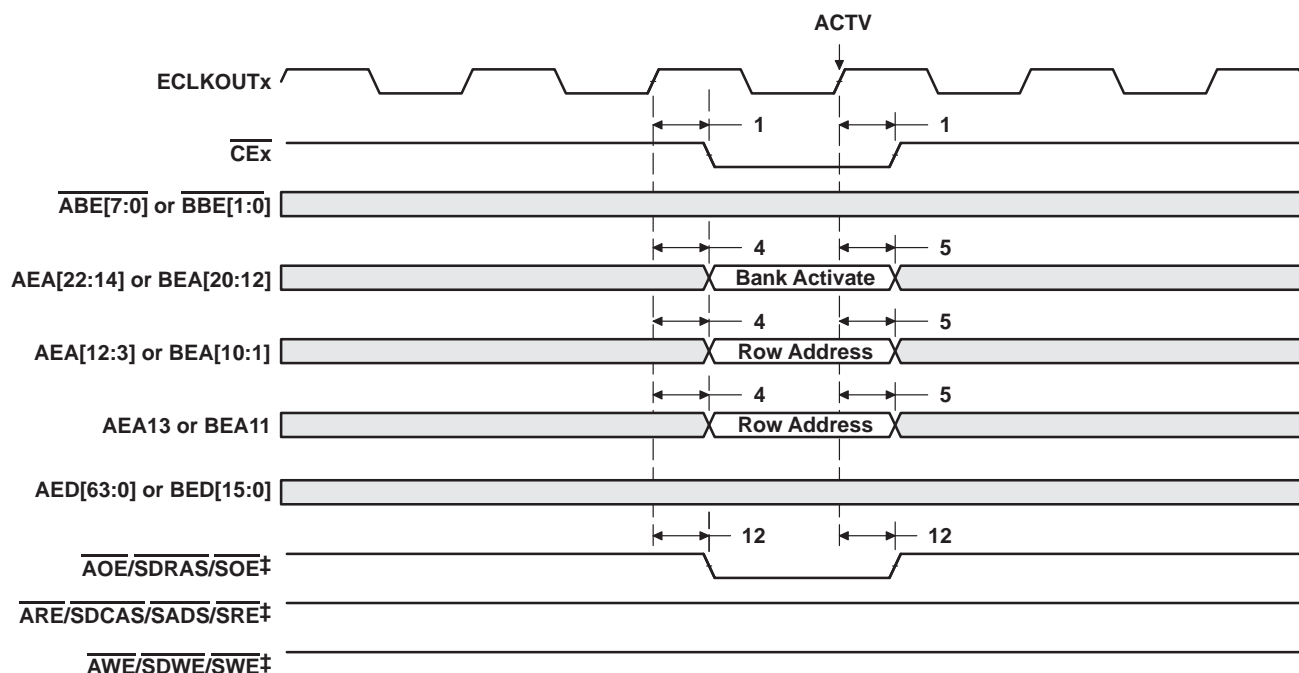 ACTV
ECLKOUTx
1 1
CEx
ABE[7:0] or BBE[1:0]
4 5
AEA[22:14] or BEA[20:12] Bank Activate
4 5
AEA[12:3] or BEA[10:1] Row Address
4 5
AEA13 or BEA11 Row Address
AED[63:0] or BED[15:0]
12 12
AOE/SDRAS/SOE‡
ARE/SDCAS/SADS/SRE‡
AWE/SDWE/SWE‡